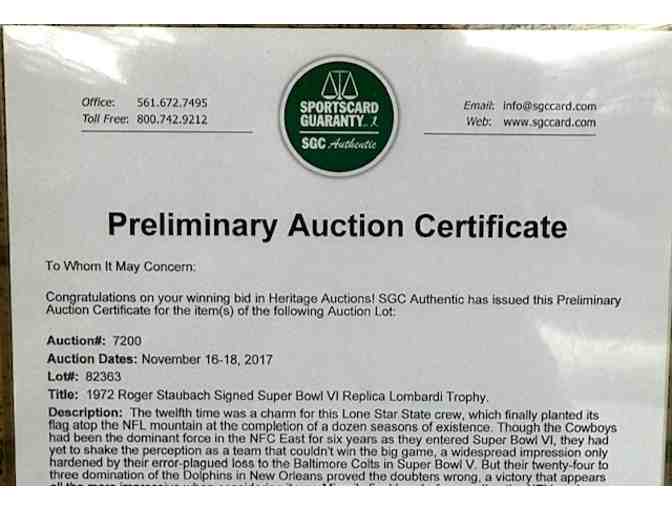 Office: 561.672.7495
Toll Free: 800.742.9212
SPORTSCARD
GUARANTY
SGC Authentic
Email: info@sgccard.com
Web: www.sgccard.com
Preliminary Auction Certificate
To Whom It May Concern:
Congratulations on your winning bid in Heritage Auctions! SGC Authentic has issued this Preliminary
Auction Certificate for the item(s) of the following Auction Lot:
Auction#: 7200
Auction Dates: November 16-18, 2017
Lot#: 82363
Title: 1972 Roger Staubach Signed Super Bowl VI Replica Lombardi Trophy.
Description: The twelfth time was a charm for this Lone Star State crew, which finally planted its
flag atop the NFL mountain at the completion of a dozen seasons of existence. Though the Cowboys
had been the dominant force in the NFC East for six years as they entered Super Bowl VI, they had
yet to shake the perception as a team that couldn't win the big game, a widespread impression only
hardened by their error-plagued loss to the Baltimore Colts in Super Bowl V. But their twenty-four to
three domination of the Dolphins in New Orleans proved the doubters wrong, a victory that appears